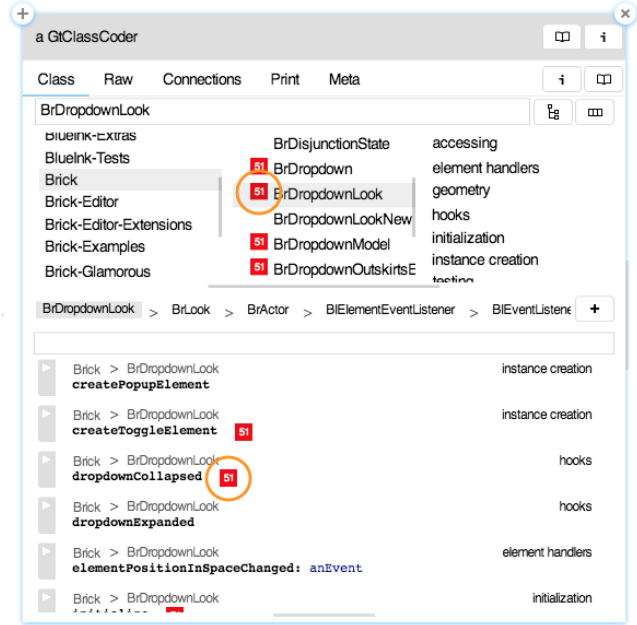 a GtClassCoder
i
Class Raw Connections Print Meta
i
BrDropdownLook
BlueInk-Extras
BlueInk-Tests
Brick
Brick-Editor
Brick-Editor-Extensions
Brick-Examples
Brick-Glamorous
BrDisjunctionState
51 BrDropdown
51 BrDropdownLook
BrDropdownLookNew
51 BrDropdownModel
51 BrDropdownOutskirtsE
accessing
element handlers
geometry
hooks
initialization
instance creation
testing
BrDropdownLook > BrLook > BrActor > BlElementEventListener > BlEventListene +
Brick > BrDropdownLook instance creation
createPopupElement
Brick > BrDropdownLook instance creation
createToggleElement 51
Brick > BrDropdownLook hooks
dropdownCollapsed 51
Brick > BrDropdownLook hooks
dropdownExpanded
Brick > BrDropdownLook element handlers
elementPositionInSpaceChanged: anEvent
Brick > BrDropdownLook initialization
initialize 51